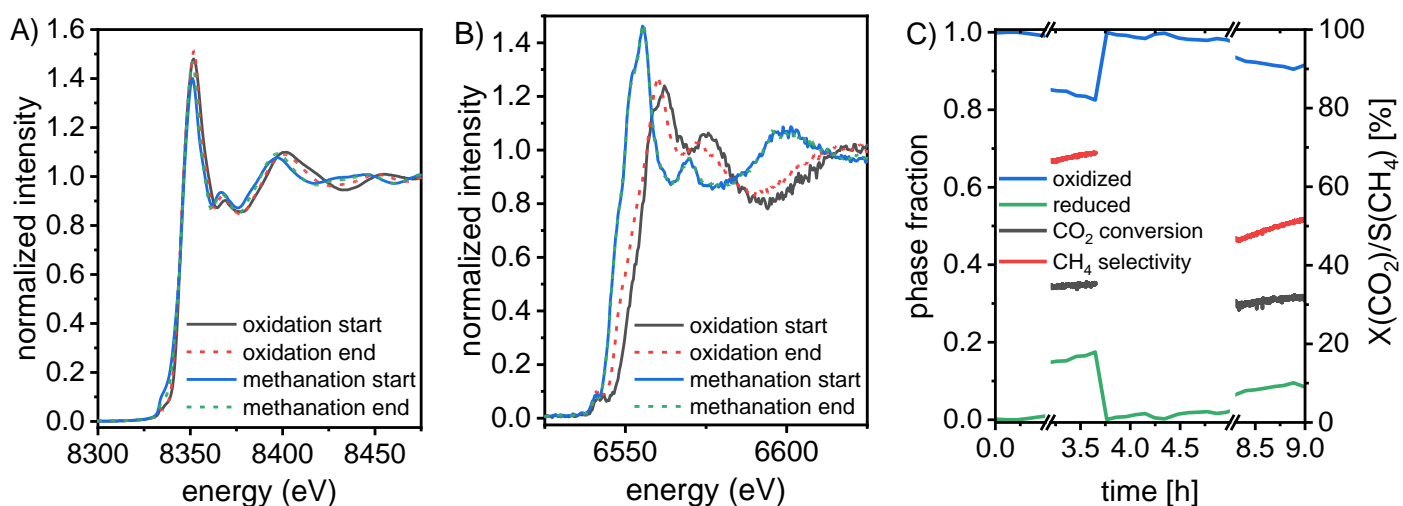 A)
normalized intensity
1.6
1.4
1.2
1.0
0.8
0.6
0.4
0.2
0.0
oxidation start
oxidation end
methanation start
methanation end
8300 8350 8400 8450
energy (eV)
B)
normalized intensity
1.4
1.2
1.0
0.8
0.6
0.4
0.2
0.0
oxidation start
oxidation end
methanation start
methanation end
6550 6600
energy (eV)
C)
phase fraction
1.0
0.8
0.6
0.4
0.2
0.0
oxidized
reduced
CO₂ conversion
CH₄ selectivity
0.0 3.5 4.0 4.5 8.5 9.0
time [h]
100
80
60
40
20
0
X(CO₂)/S(CH₄) [%]